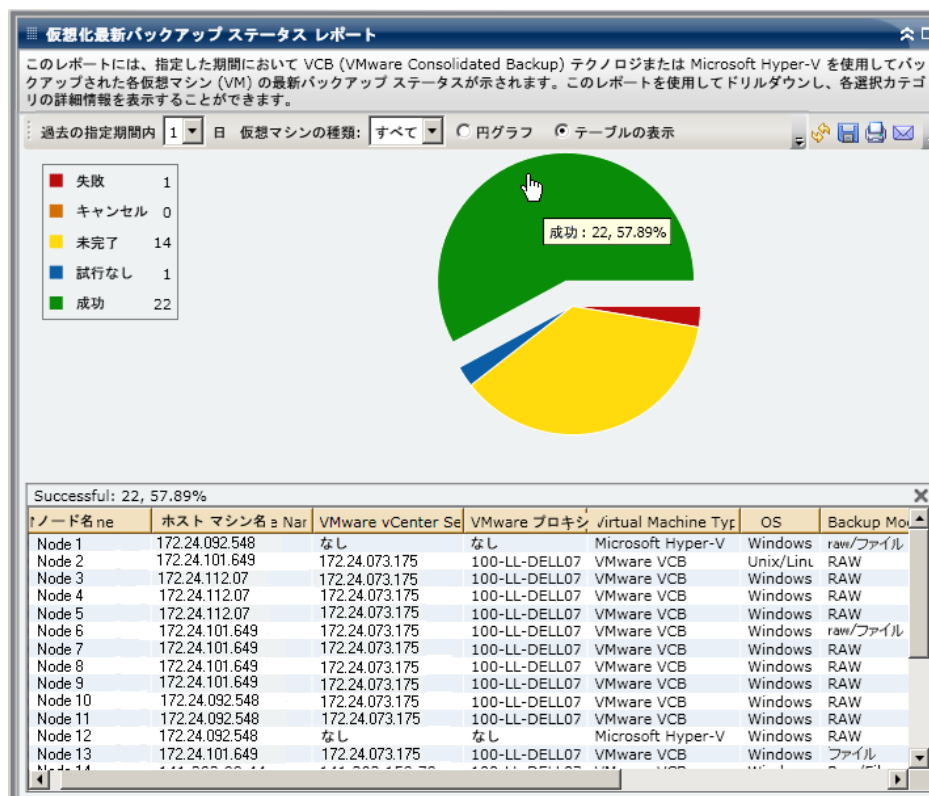 仮想化最新バックアップ ステータス レポート
このレポートには、指定した期間において VCB (VMware Consolidated Backup) テクノロジまたは Microsoft Hyper-V を使用してバッ
クアップされた各仮想マシン (VM) の最新バックアップ ステータスが示されます。このレポートを使用してドリルダウンし、各選択カテゴ
リの詳細情報を表示することができます。
過去の指定期間内 1 日 仮想マシンの種類: すべて 円グラフ テーブルの表示
失敗 1
キャンセル 0
未完了 14
試行なし 1
成功 22
成功 : 22, 57.89%
Successful: 22, 57.89%
ノード名 ne ホスト マシン名 e Nar VMware vCenter Se VMware プロキシ Virtual Machine Typ OS Backup Mo
Node 1 172.24.092.548 なし なし Microsoft Hyper-V Windows raw/ファイル
Node 2 172.24.101.649 172.24.073.175 100-LL-DELL07 VMware VCB Unix/Linu RAW
Node 3 172.24.112.07 172.24.073.175 100-LL-DELL07 VMware VCB Windows RAW
Node 4 172.24.112.07 172.24.073.175 100-LL-DELL07 VMware VCB Windows RAW
Node 5 172.24.112.07 172.24.073.175 100-LL-DELL07 VMware VCB Windows RAW
Node 6 172.24.101.649 172.24.073.175 100-LL-DELL07 VMware VCB Windows raw/ファイル
Node 7 172.24.101.649 172.24.073.175 100-LL-DELL07 VMware VCB Windows RAW
Node 8 172.24.101.649 172.24.073.175 100-LL-DELL07 VMware VCB Windows RAW
Node 9 172.24.101.649 172.24.073.175 100-LL-DELL07 VMware VCB Windows RAW
Node 10 172.24.092.548 172.24.073.175 100-LL-DELL07 VMware VCB Windows RAW
Node 11 172.24.092.548 172.24.073.175 100-LL-DELL07 VMware VCB Windows RAW
Node 12 172.24.092.548 なし なし Microsoft Hyper-V Windows RAW
Node 13 172.24.101.649 172.24.073.175 100-LL-DELL07 VMware VCB Windows ファイル